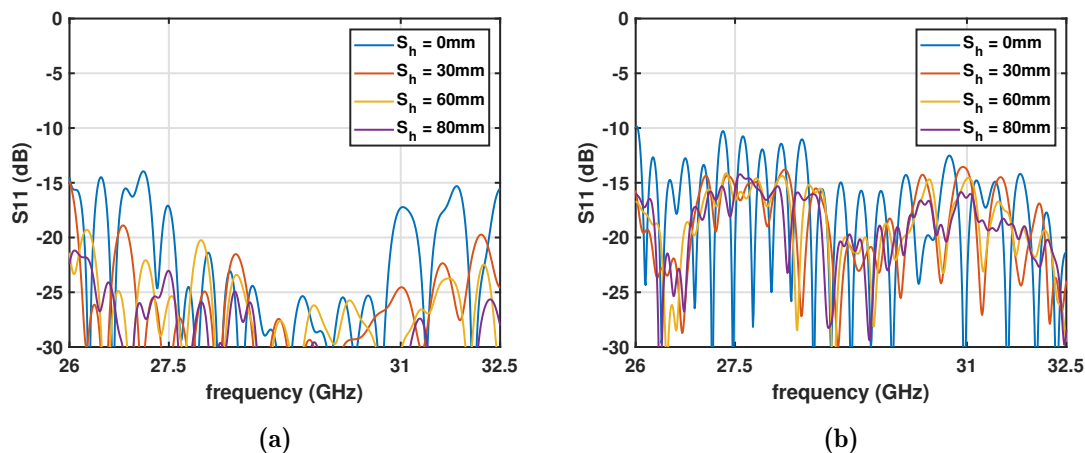 0
-5
-10
-15
-20
-25
-30
S11 (dB)
26
27.5
31
32.5
frequency (GHz)
S_h = 0mm
S_h = 30mm
S_h = 60mm
S_h = 80mm
(a)
0
-5
-10
-15
-20
-25
-30
S11 (dB)
26
27.5
31
32.5
frequency (GHz)
S_h = 0mm
S_h = 30mm
S_h = 60mm
S_h = 80mm
(b)